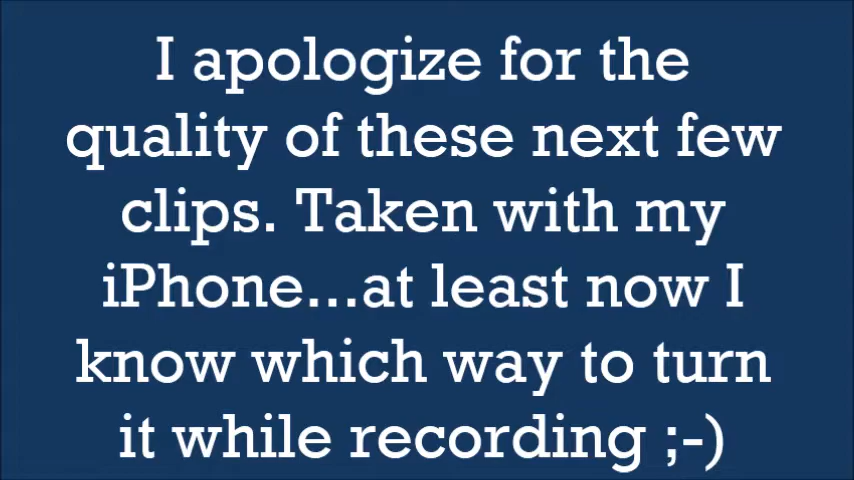 I apologize for the
quality of these next few
clips. Taken with my
iPhone...at least now I
know which way to turn
it while recording ;-)